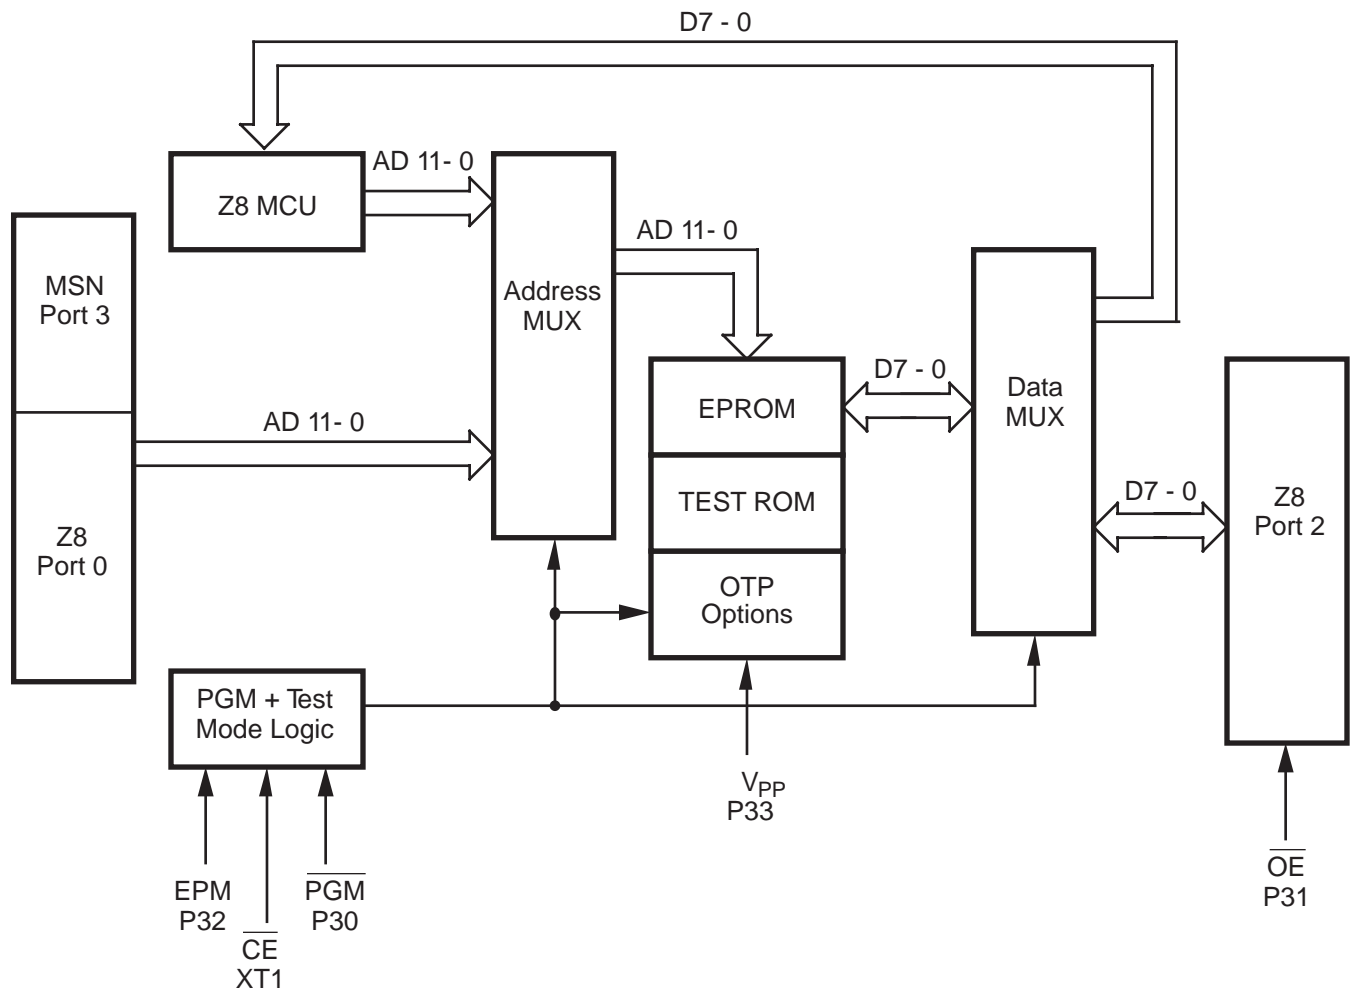 D7 - 0
AD 11- 0
Z8 MCU
AD 11- 0
MSN
Port 3
Address
MUX
D7 - 0
Data
MUX
EPROM
AD 11- 0
TEST ROM
D7 - 0
Z8
Port 2
Z8
Port 0
OTP
Options
PGM + Test
Mode Logic
VPP
P33
EPM
P32
CE
XT1
PGM
P30
OE
P31